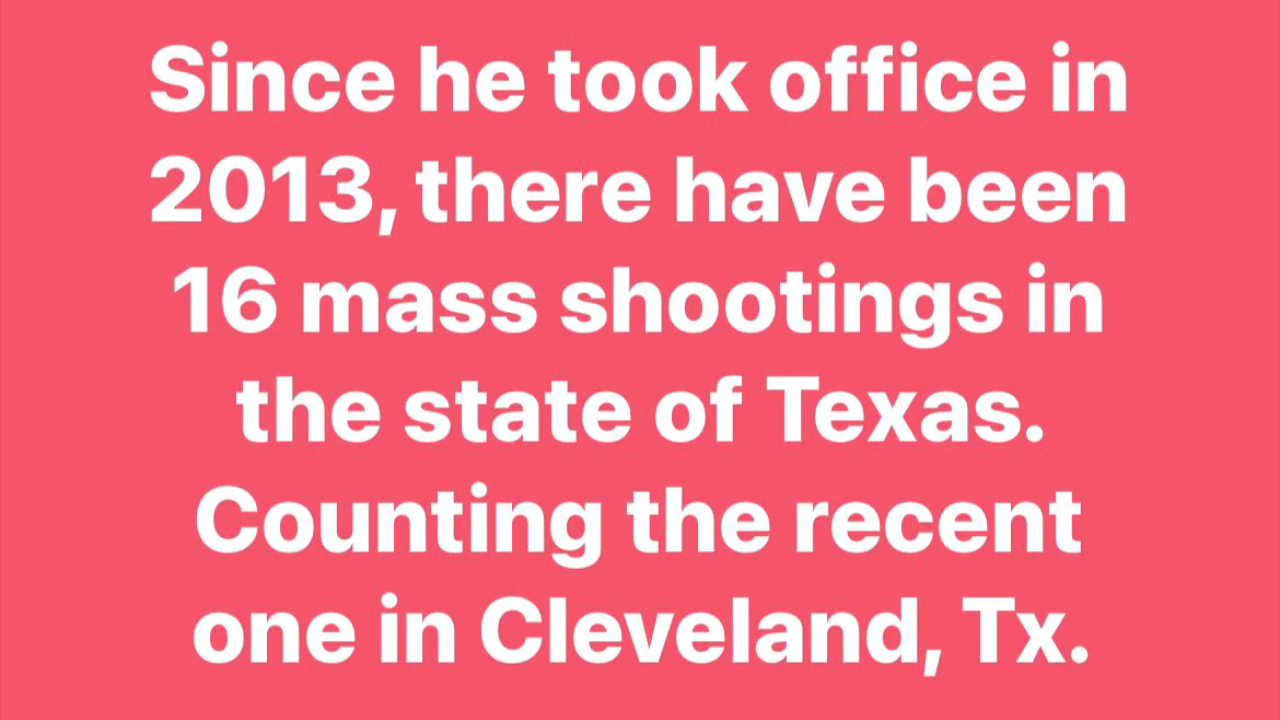 Since he took office in
2013, there have been
16 mass shootings in
the state of Texas.
Counting the recent
one in Cleveland, Tx.